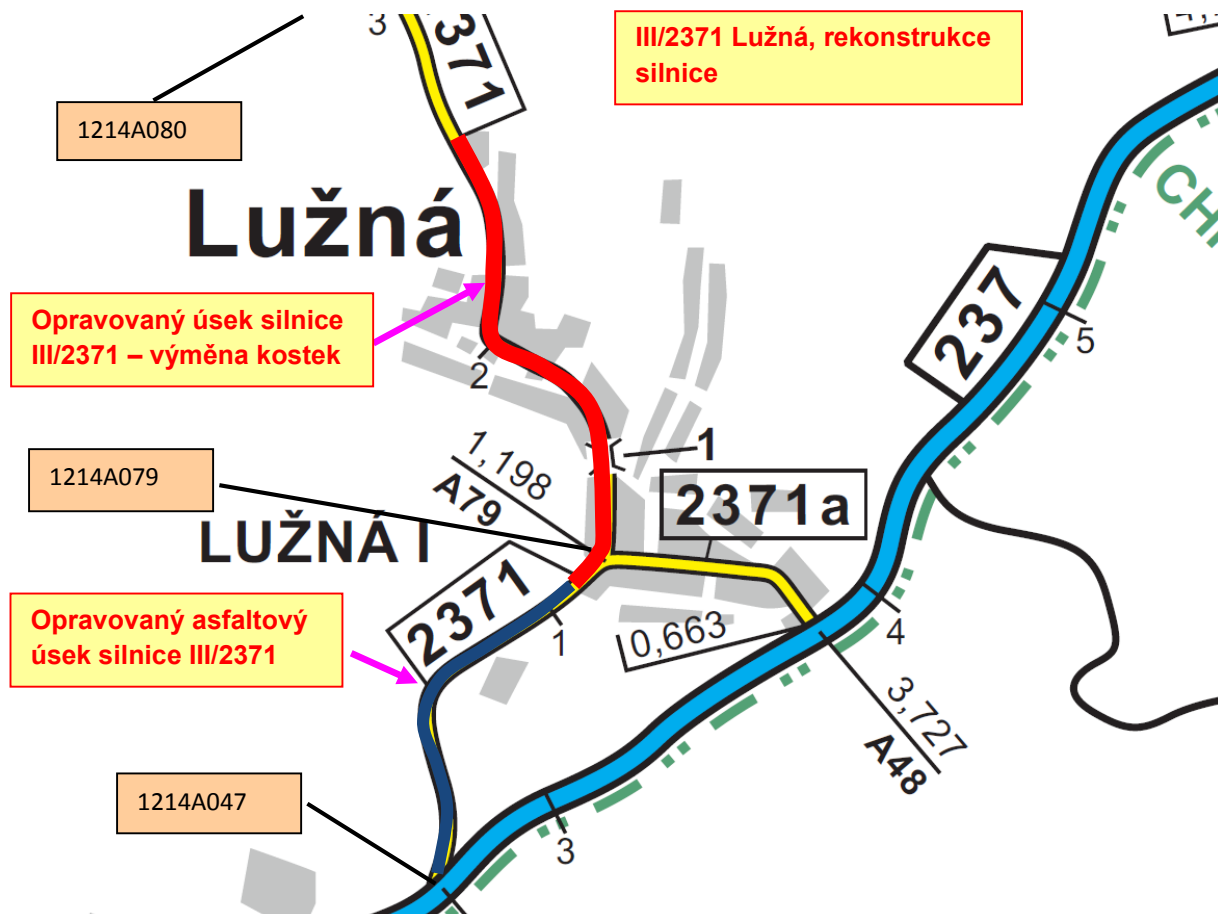 3
371
III/2371 Lužná, rekonstrukce
silnice
1214A080
Lužná
CH
237
5
Opravovaný úsek silnice
III/2371 – výměna kostek
2
1214A079
1,198
A79
1
2371a
LUŽNÁ I
2371
Opravovaný asfaltový
úsek silnice III/2371
1
0,663
4
3,727
A48
1214A047
3